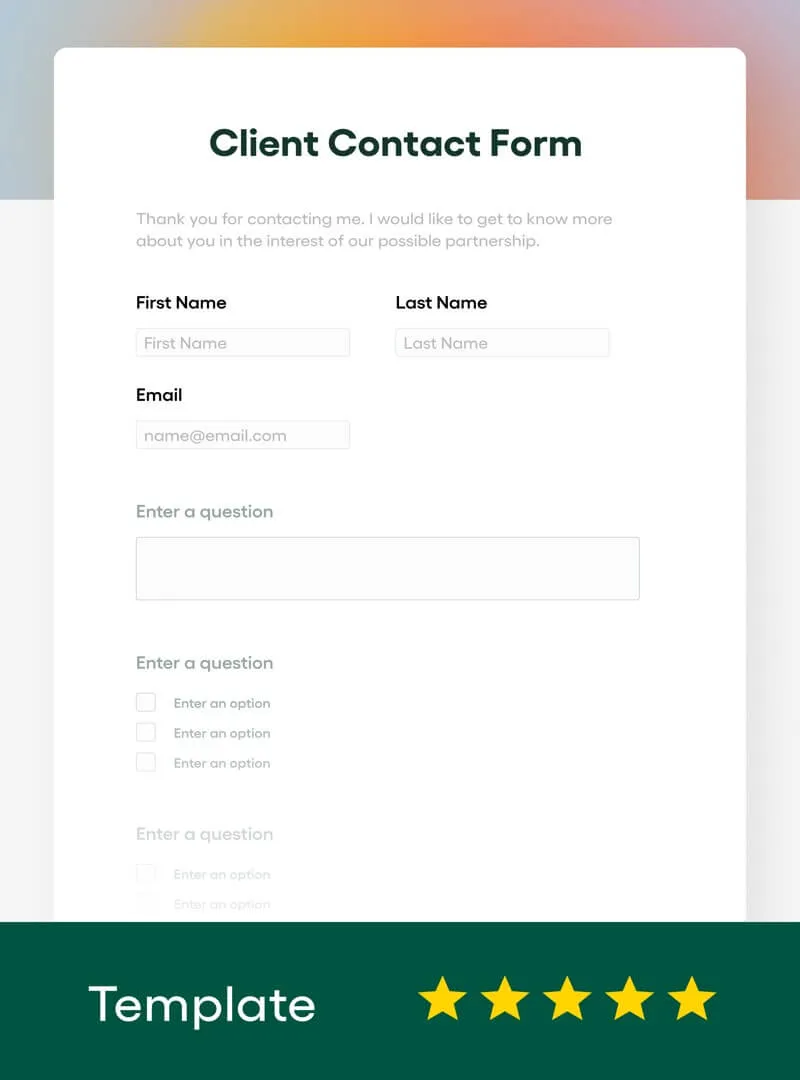 Client Contact Form
Thank you for contacting me. I would like to get to know more
about you in the interest of our possible partnership.
First Name
Last Name
First Name
Last Name
Email
name@email.com
Enter a question
Enter a question
Enter an option
Enter an option
Enter an option
Enter a question
Enter an option
Enter an option
Template